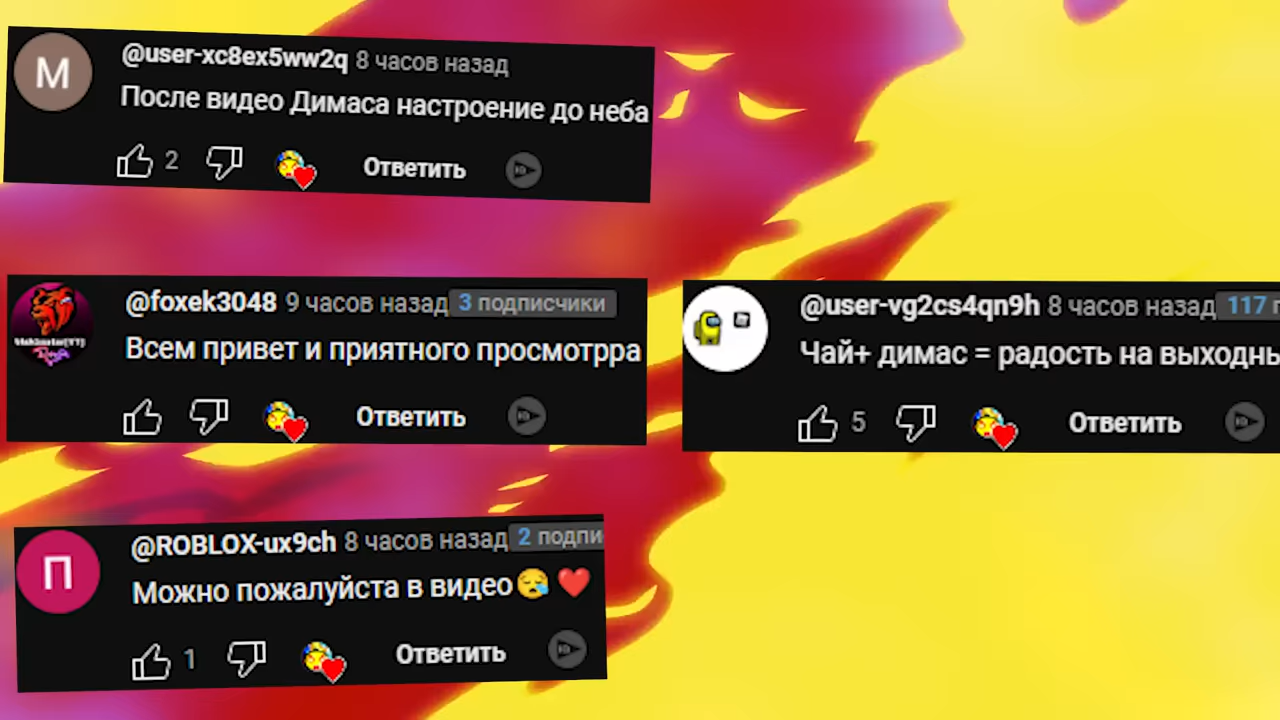 М
@user-xc8ex5ww2q 8 часов назад
После видео Димаса настроение до неба
2
Ответить
@foxek3048 9 часов назад 3 подписчики
Всем привет и приятного просмотрра
Ответить
@user-vg2cs4qn9h 8 часов назад 117 п
Чай+ димас = радость на выходны
5
Ответить
П
@ROBLOX-ux9ch 8 часов назад 2 подпи
Можно пожалуйста в видео😪❤️
1
Ответить